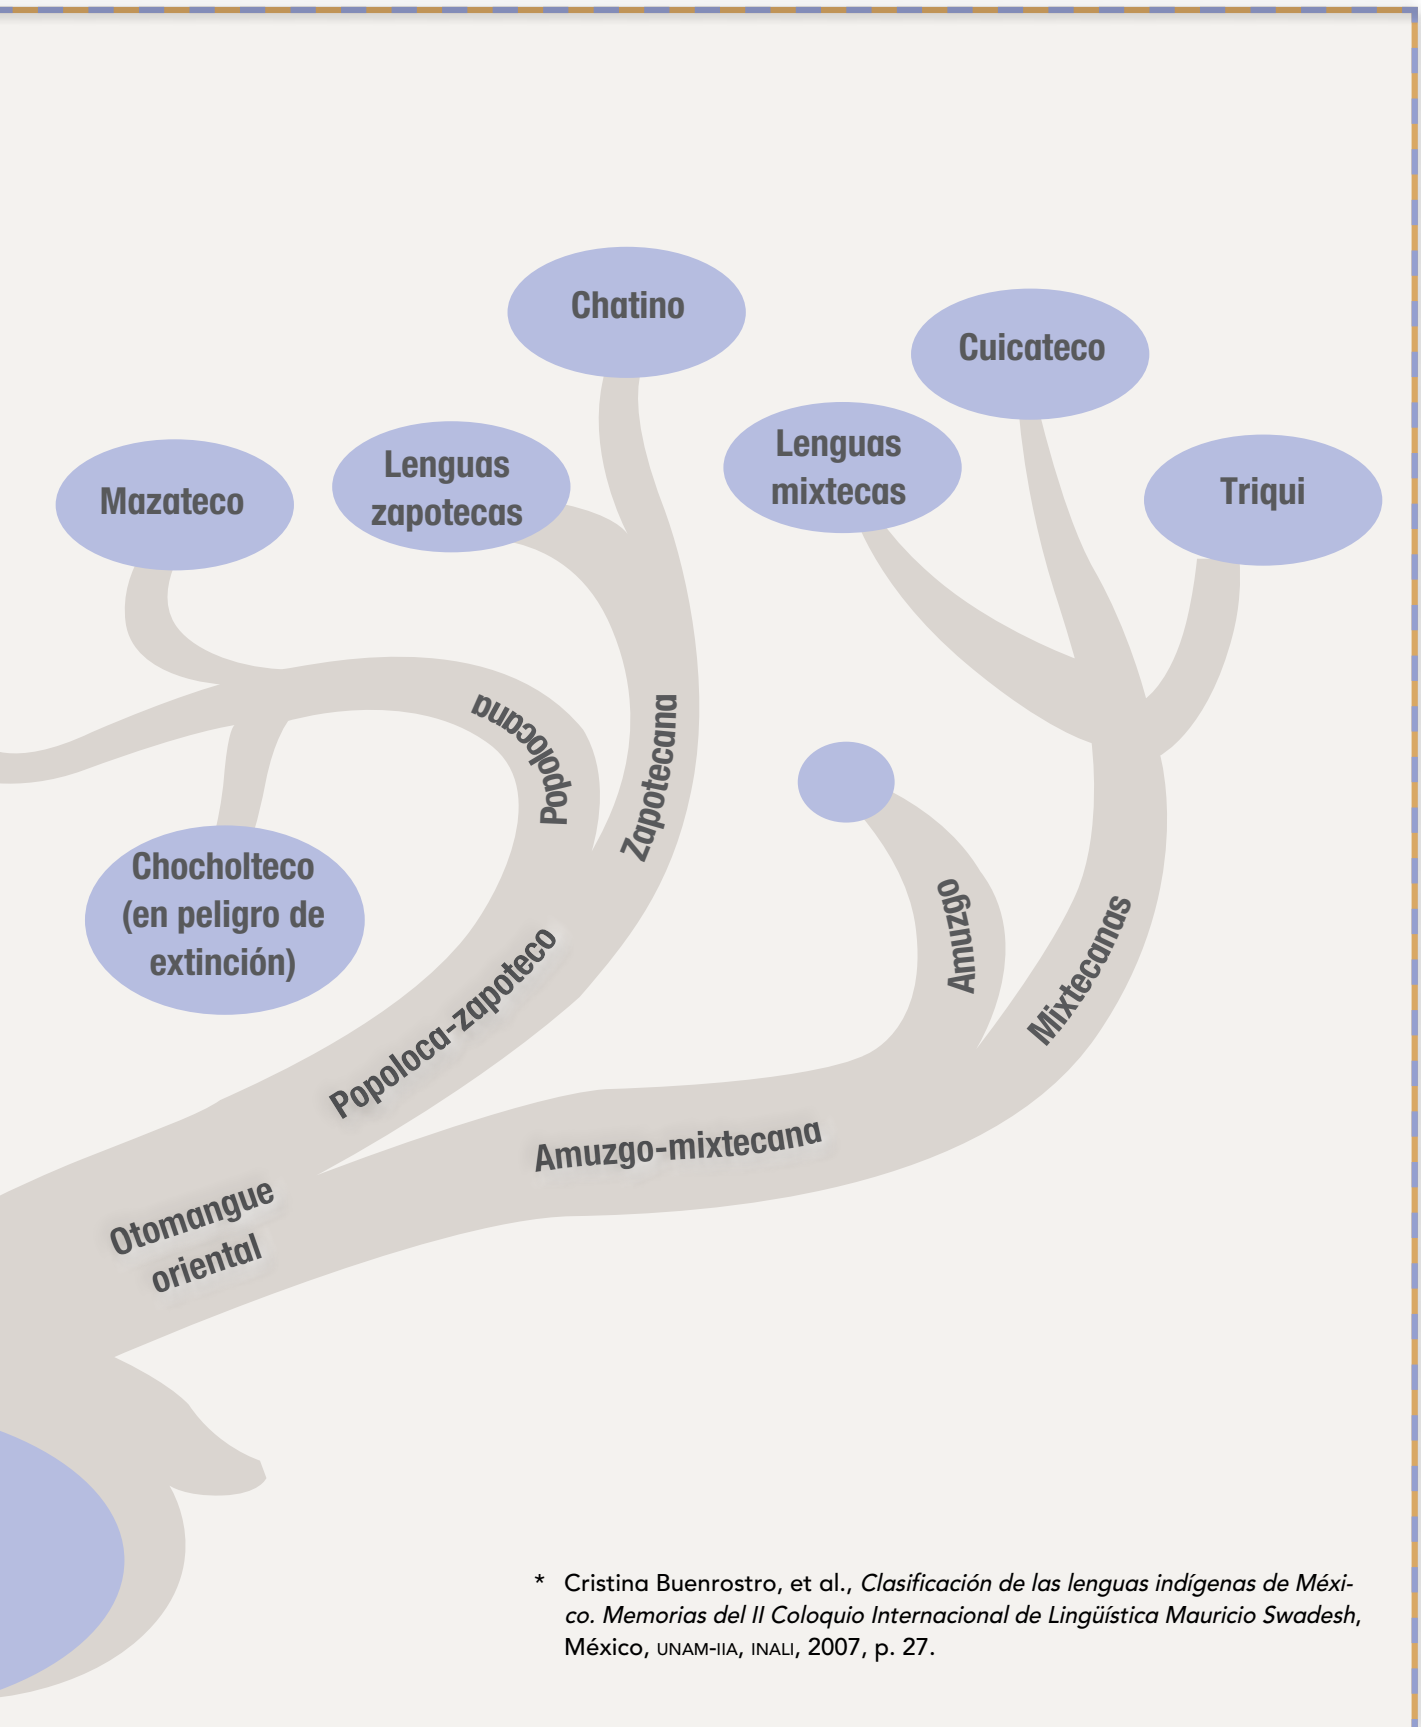 Chatino
Cuicateco
Lenguas
mixtecas
Lenguas
zapotecas
Mazateco
Triqui
Popolocana
Zapotecana
Chocholteco
(en peligro de
extinción)
Amuzgo
Mixtecanas
Popoloca-zapoteco
Amuzgo-mixtecana
Otomangue
oriental
* Cristina Buenrostro, et al., Clasificación de las lenguas indígenas de Méxi-
co. Memorias del II Coloquio Internacional de Lingüística Mauricio Swadesh,
México, UNAM-IIA, INALI, 2007, p. 27.